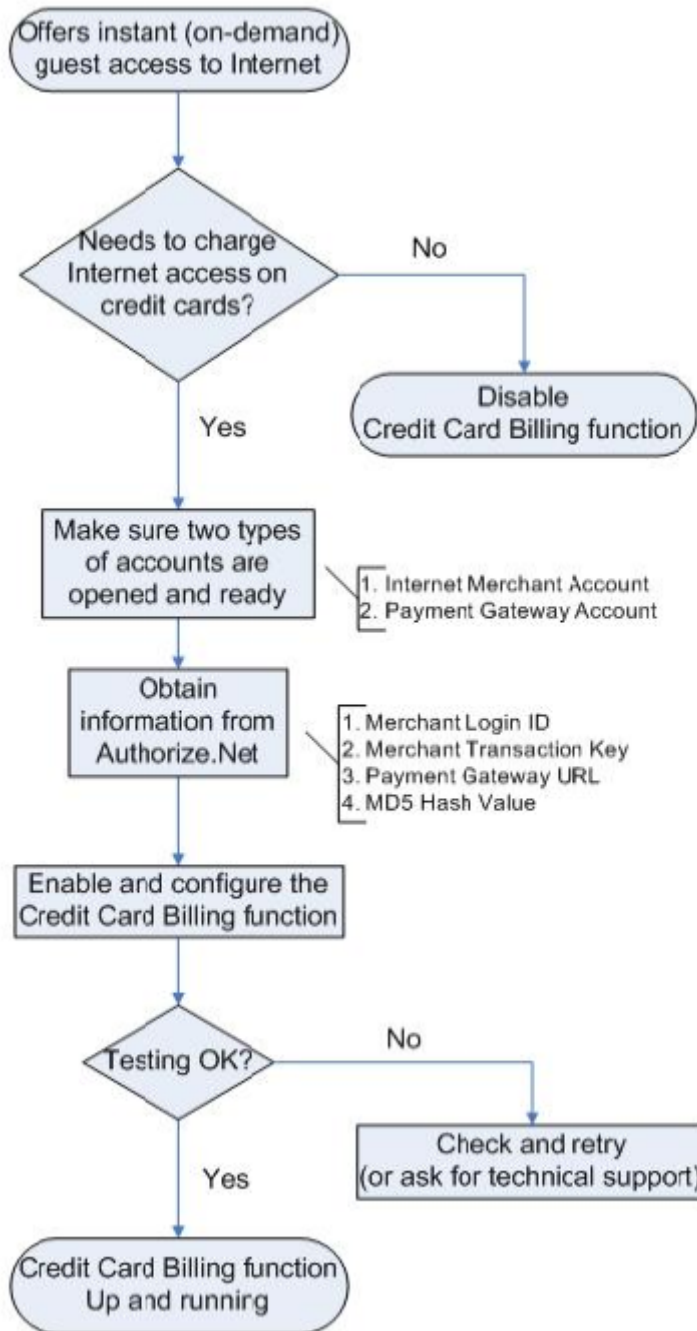 Offers instant (on-demand)
guest access to Internet
Needs to charge
Internet access on
credit cards?
No
Disable
Credit Card Billing function
Yes
Make sure two types
of accounts are
opened and ready
1. Internet Merchant Account
2. Payment Gateway Account
Obtain
information from
Authorize.Net
1. Merchant Login ID
2. Merchant Transaction Key
3. Payment Gateway URL
4. MD5 Hash Value
Enable and configure the
Credit Card Billing function
Testing OK?
No
Check and retry
(or ask for technical support)
Yes
Credit Card Billing function
Up and running